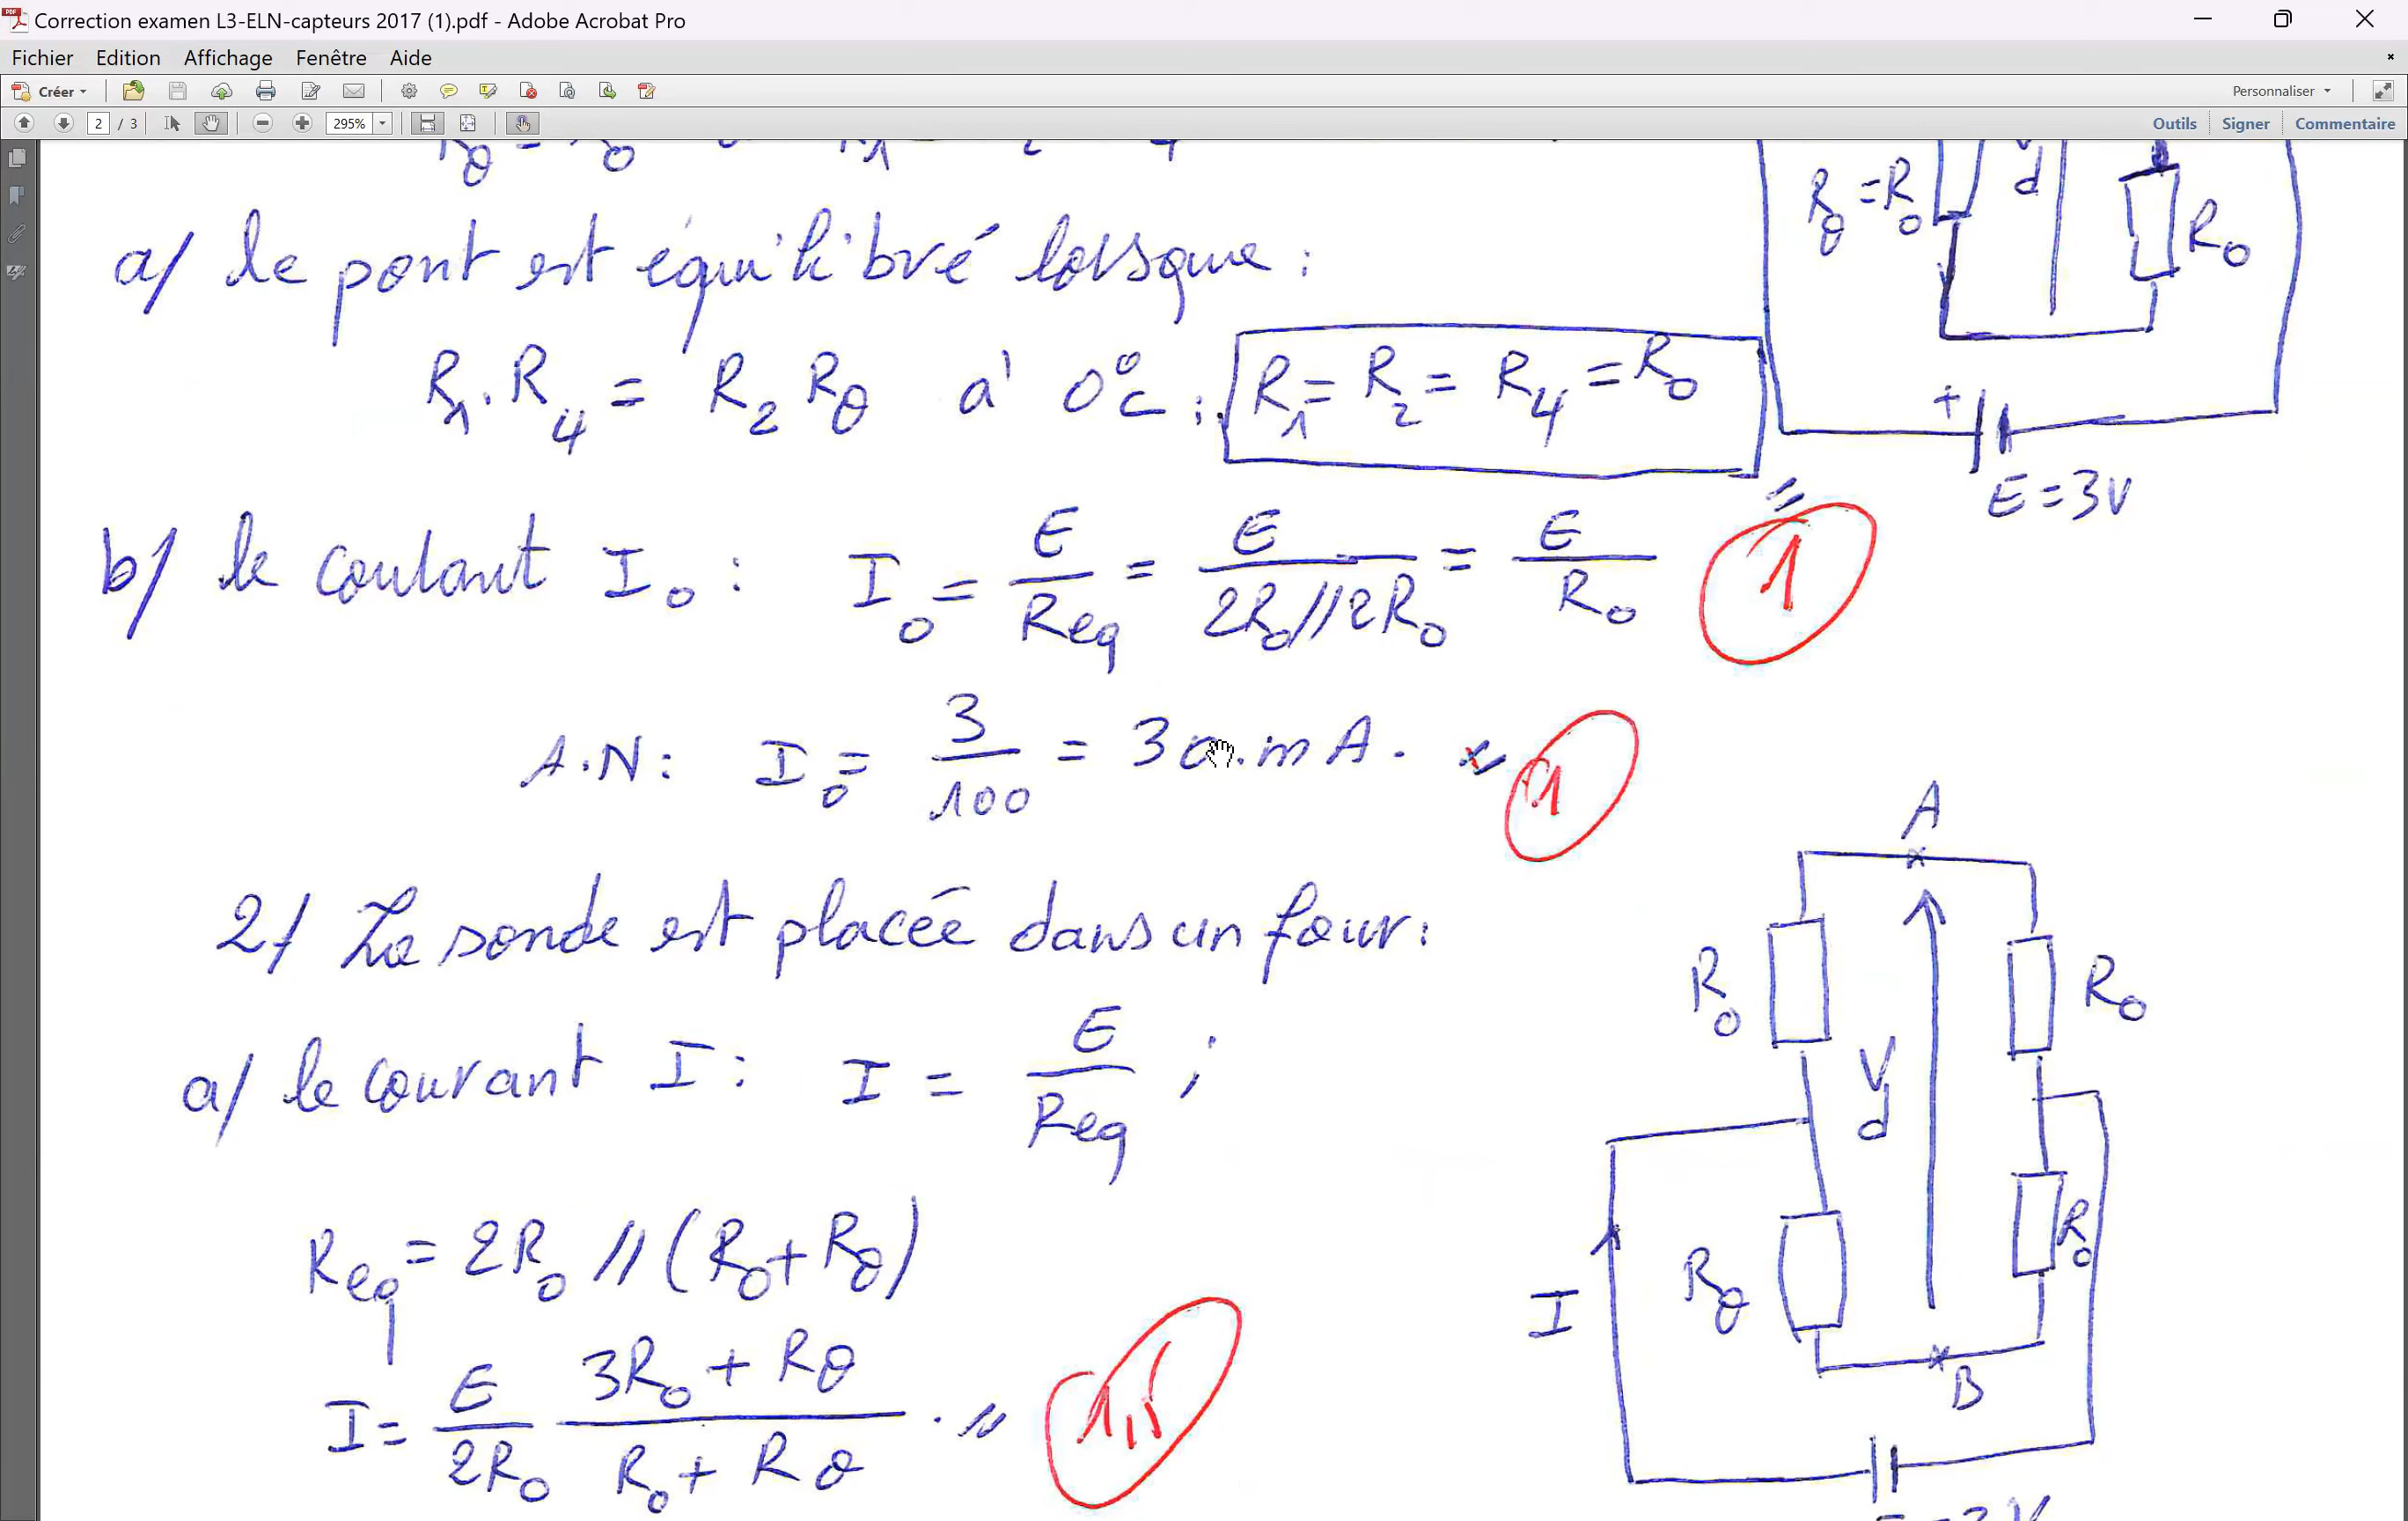 Correction examen L3-ELN-capteurs 2017 (1).pdf - Adobe Acrobat Pro
Fichier Edition Affichage Fenêtre Aide
Créer Personnaliser
2 / 3 295% Outils Signer Commentaire
Rθ = R0 V d R0
a/ le pont est équilibré lorsque :
R1 . R4 = R2 Rθ à 0°C : R1 = R2 = R4 = R0
+
E = 3V
b/ le courant I0 : I0 = E / Req = E / 2R0 // 2R0 = E / R0 1
A.N : I0 = 3 / 100 = 30 . mA . 1
A
2/ La sonde est placée dans un four :
R0 R0
a/ le courant I : I = E / Req ;
Vd
Req = 2R0 // (R0 + Rθ)
I Rθ R0
B
I = E / 2R0 3R0 + Rθ / R0 + Rθ . 1,5